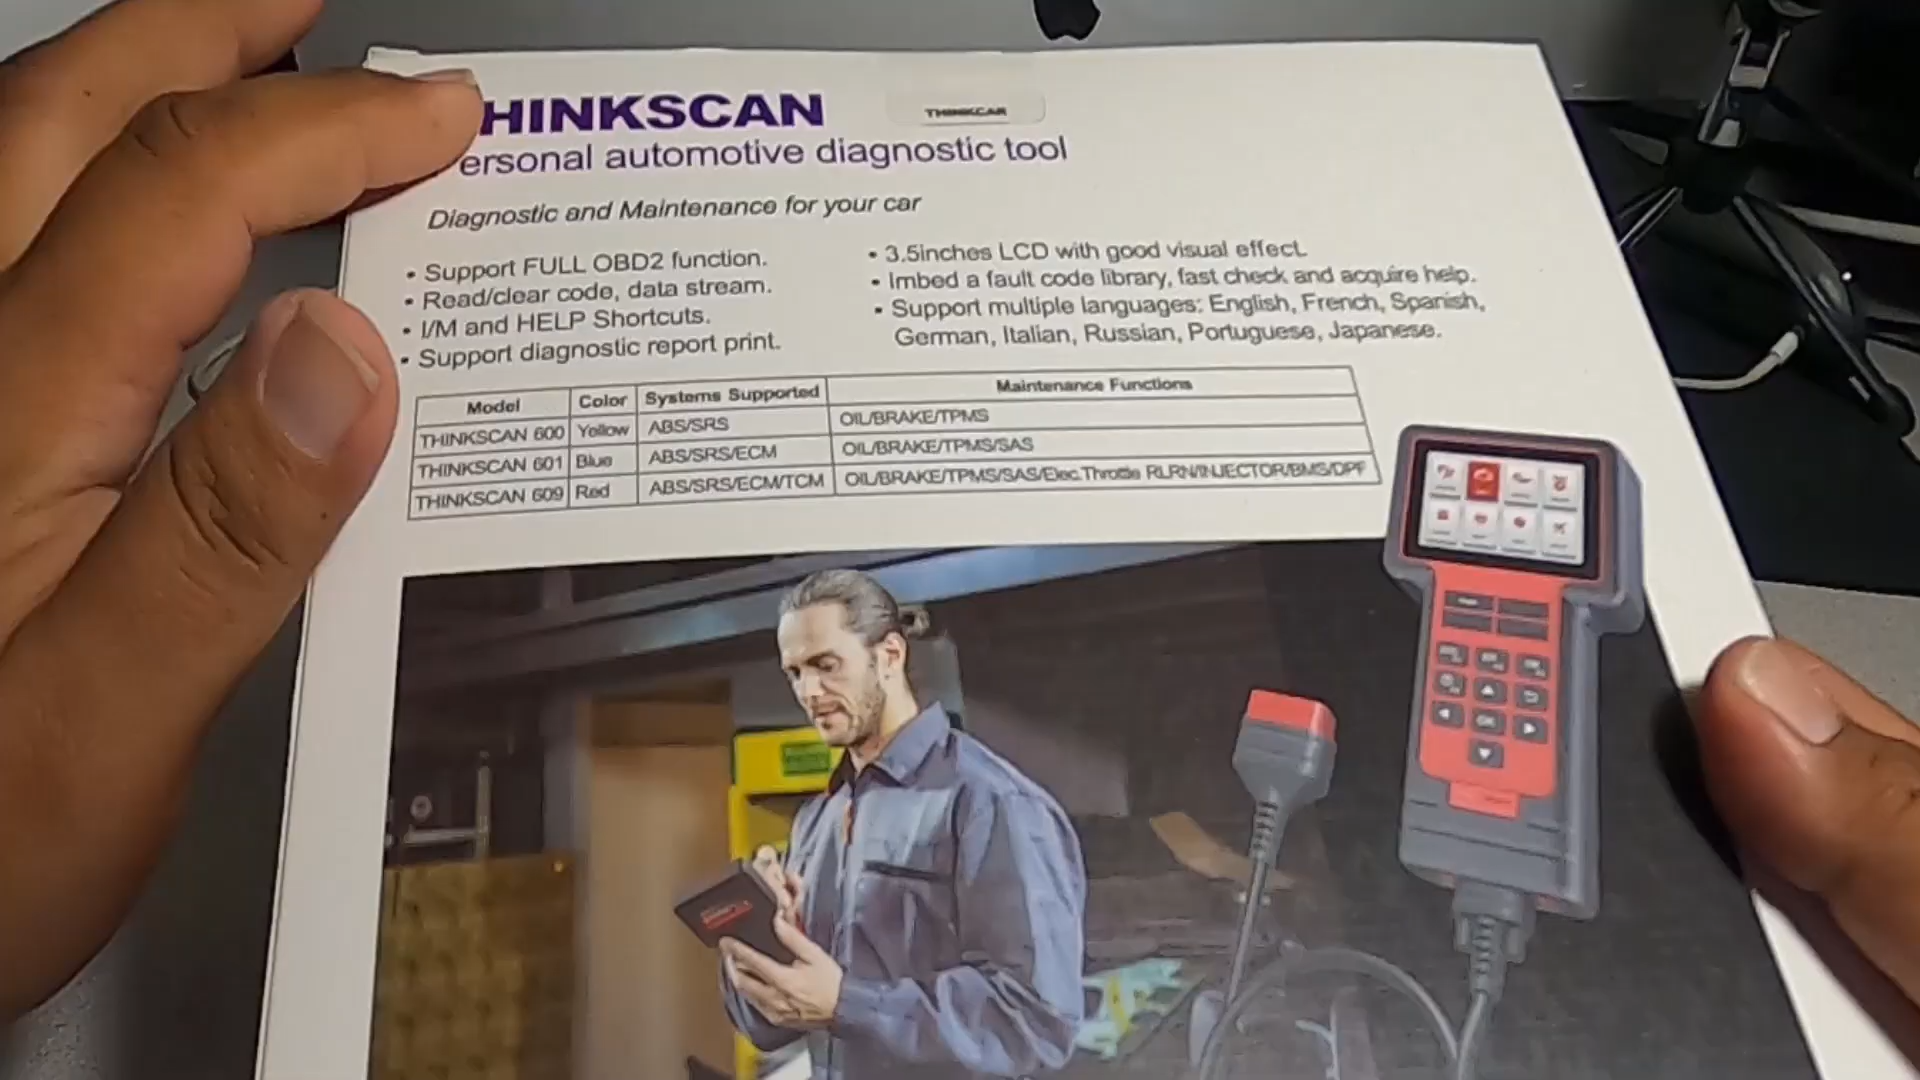 HINKSCAN
THINKCAR
ersonal automotive diagnostic tool
Diagnostic and Maintenance for your car
• Support FULL OBD2 function.
• Read/clear code, data stream.
• I/M and HELP Shortcuts.
• Support diagnostic report print.
• 3.5inches LCD with good visual effect.
• Imbed a fault code library, fast check and acquire help.
• Support multiple languages: English, French, Spanish,
German, Italian, Russian, Portuguese, Japanese.
Model Color Systems Supported Maintenance Functions
THINKSCAN 600 Yellow ABS/SRS OIL/BRAKE/TPMS
THINKSCAN 601 Blue ABS/SRS/ECM OIL/BRAKE/TPMS/SAS
THINKSCAN 609 Red ABS/SRS/ECM/TCM OIL/BRAKE/TPMS/SAS/Elec.Throttle RLRN/INJECTOR/BMS/DPF
OK